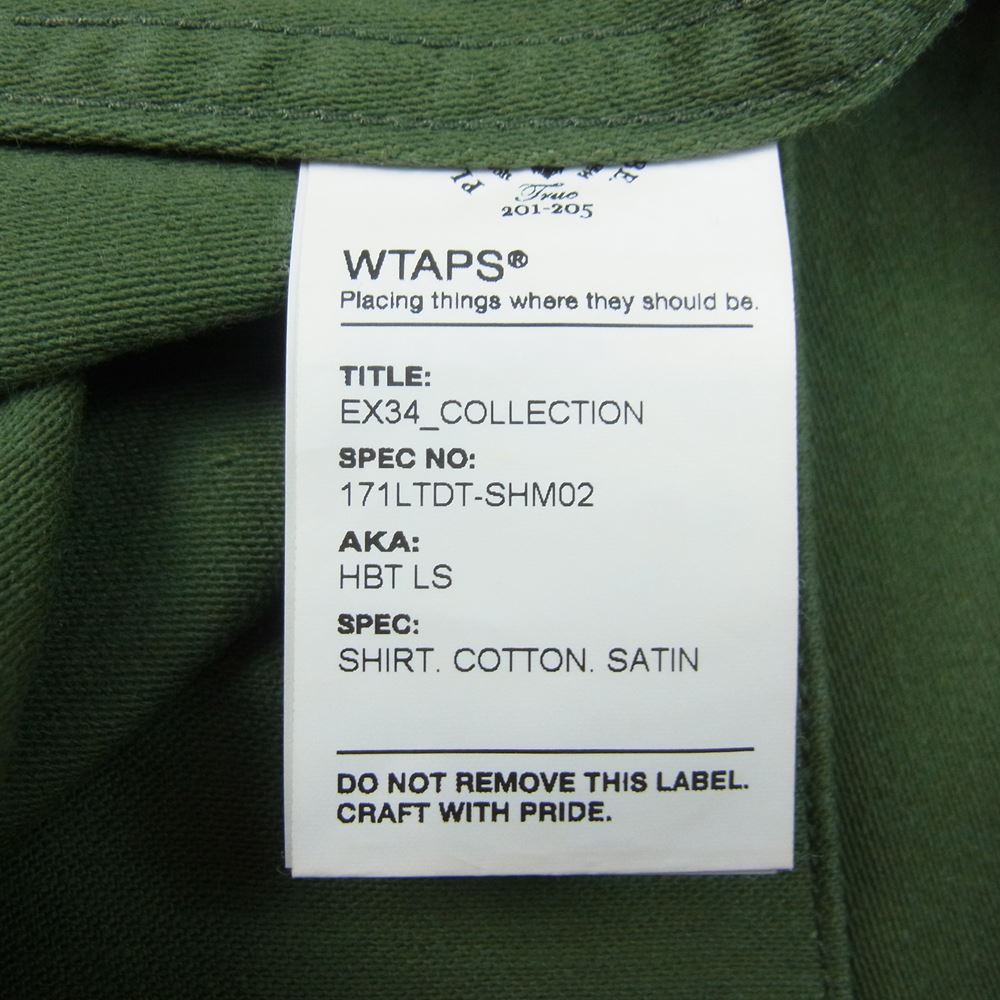 True
201-205
WTAPS®
Placing things where they should be.
TITLE:
EX34_COLLECTION
SPEC NO:
171LTDT-SHM02
AKA:
HBT LS
SPEC:
SHIRT. COTTON. SATIN
DO NOT REMOVE THIS LABEL.
CRAFT WITH PRIDE.